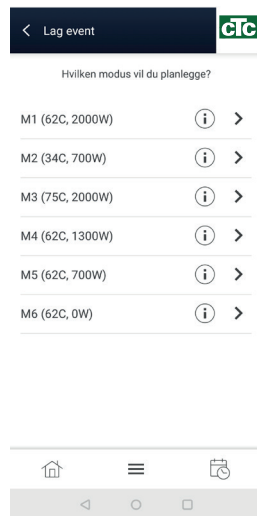 Lag event
CTC
Hvilken modus vil du planlegge?
M1 (62C, 2000W)
M2 (34C, 700W)
M3 (75C, 2000W)
M4 (62C, 1300W)
M5 (62C, 700W)
M6 (62C, 0W)